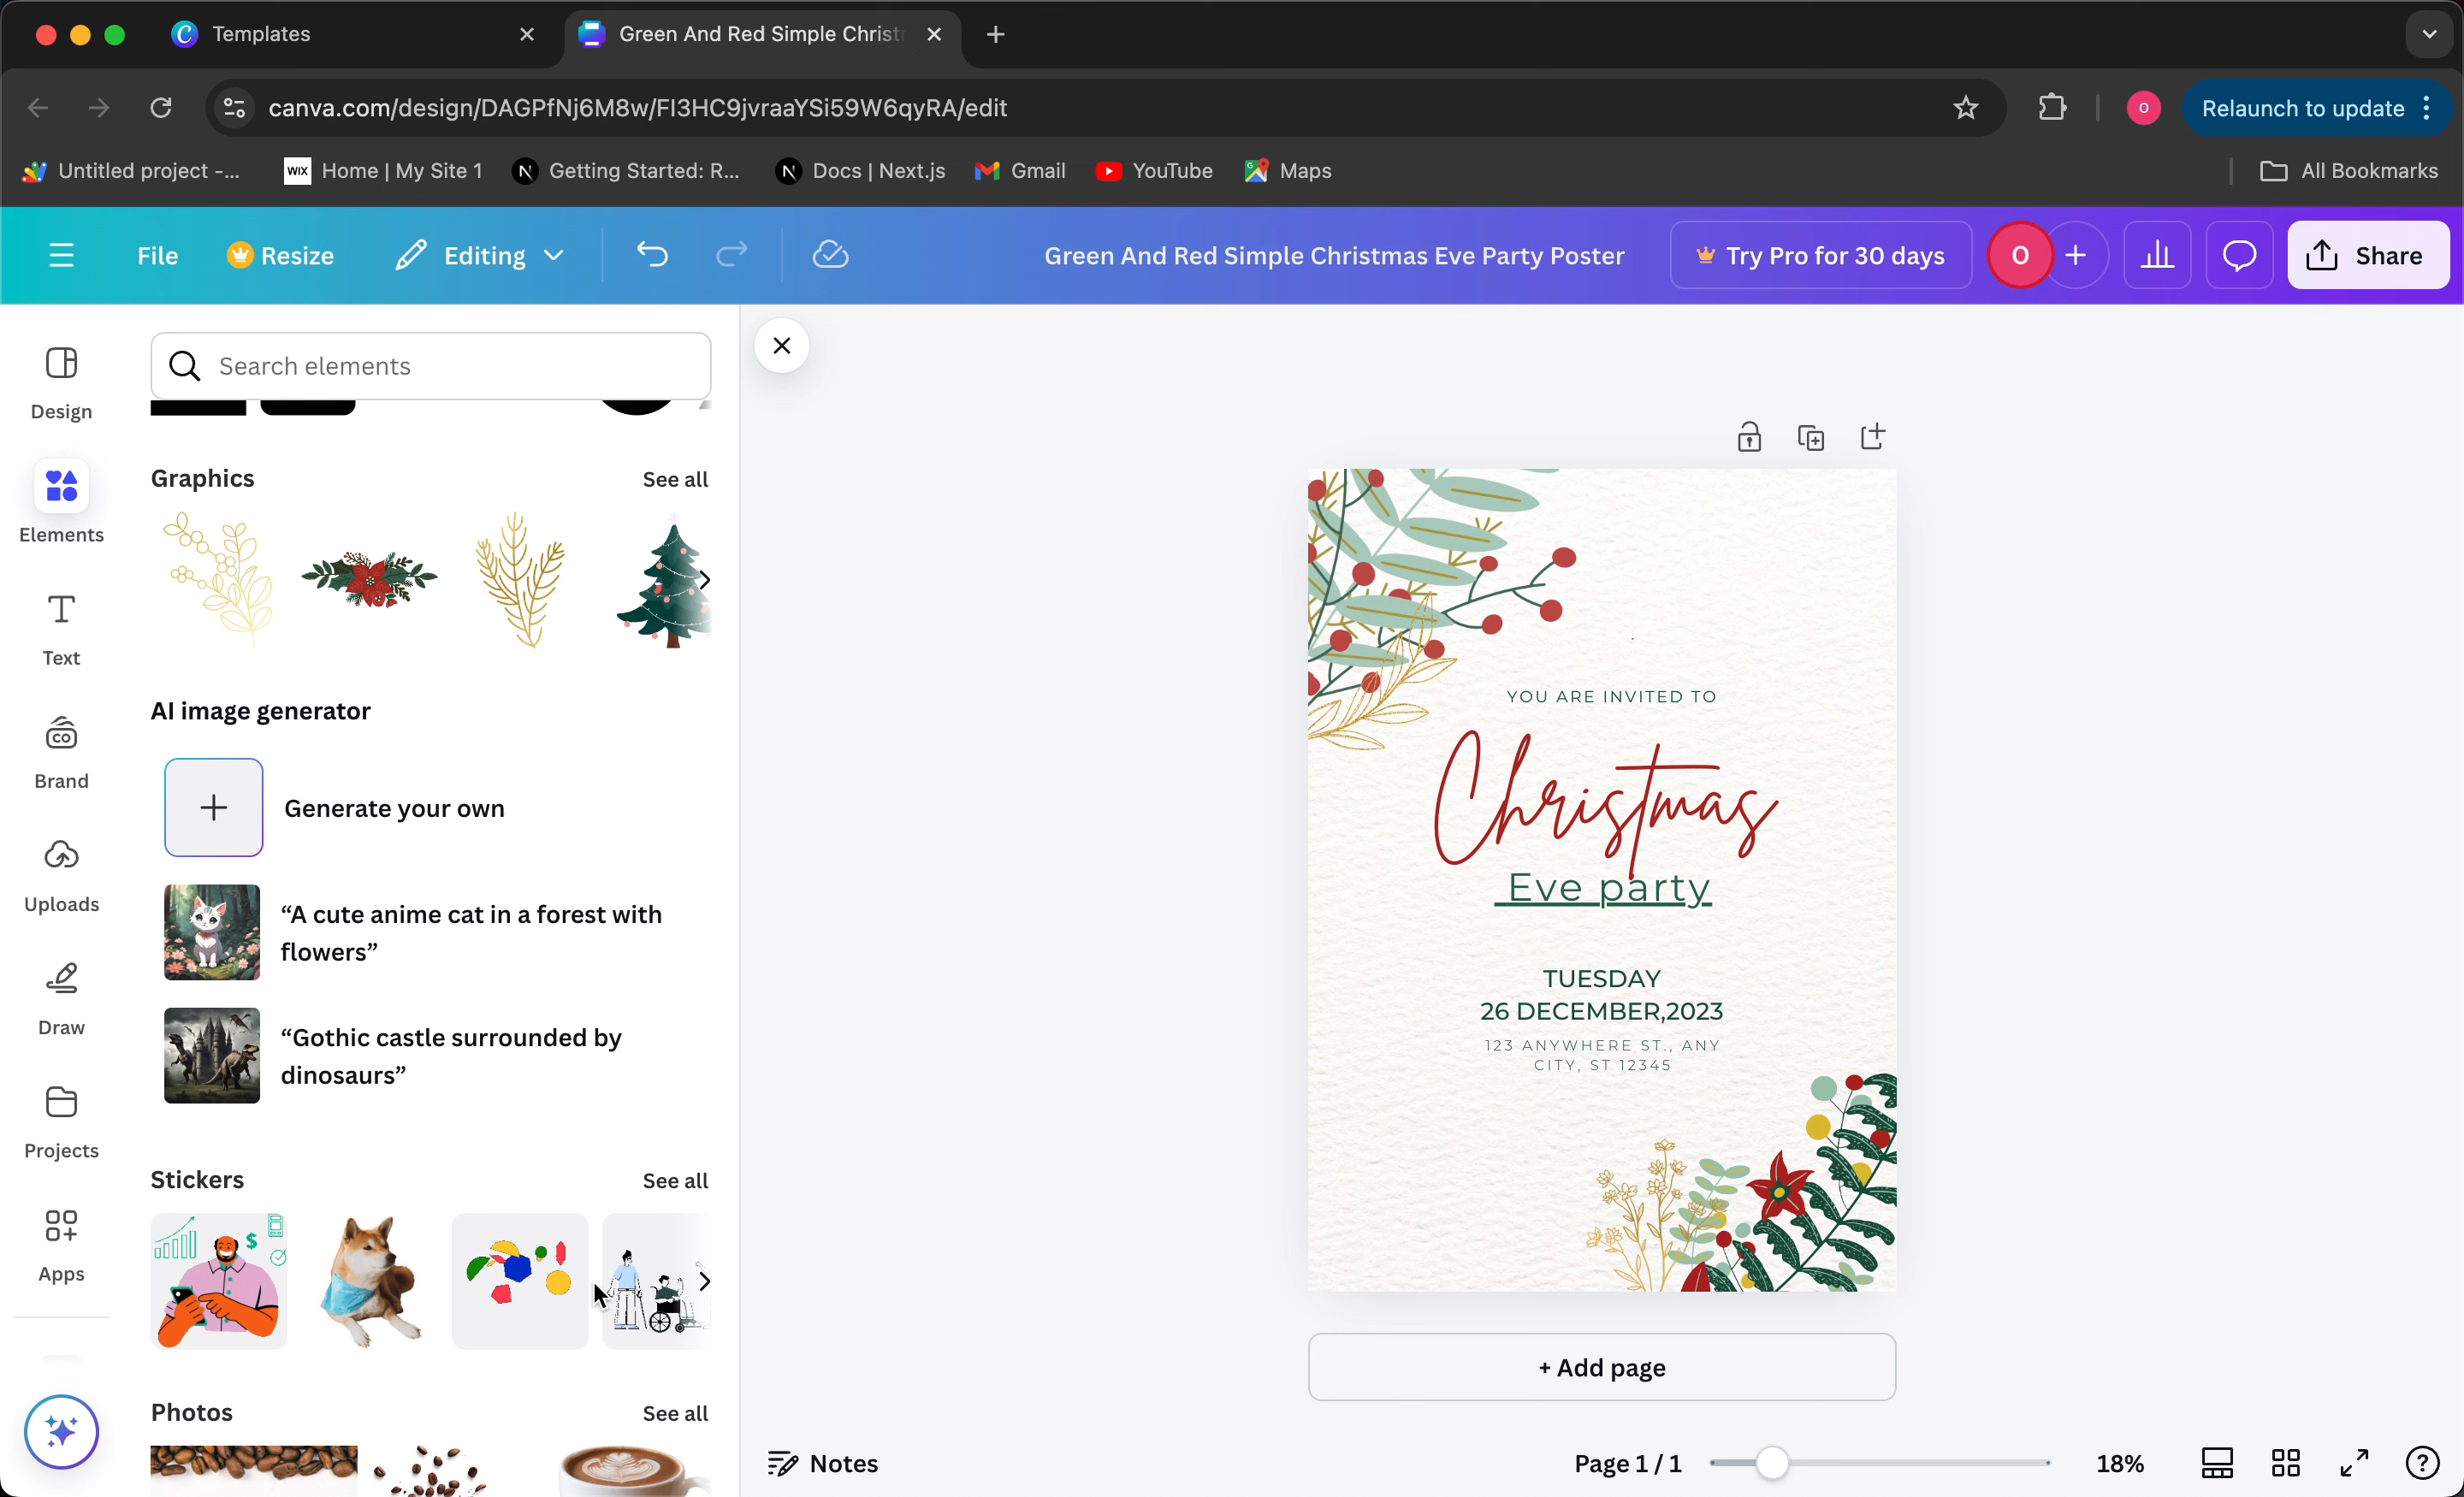 Templates
Green And Red Simple Christ
canva.com/design/DAGPfNj6M8w/FI3HC9jvraaYSi59W6qyRA/edit
O
Relaunch to update
Untitled project -...
WIX
Home | My Site 1
N
Getting Started: R...
N
Docs | Next.js
Gmail
YouTube
Maps
All Bookmarks
File
Resize
Editing
Green And Red Simple Christmas Eve Party Poster
Try Pro for 30 days
O
Share
Search elements
Design
Elements
Text
Brand
Uploads
Draw
Projects
Apps
Graphics
See all
AI image generator
Generate your own
“A cute anime cat in a forest with
flowers”
“Gothic castle surrounded by
dinosaurs”
Stickers
See all
Photos
See all
YOU ARE INVITED TO
Christmas
Eve party
TUESDAY
26 DECEMBER,2023
123 ANYWHERE ST., ANY
CITY, ST 12345
+ Add page
Notes
Page 1 / 1
18%